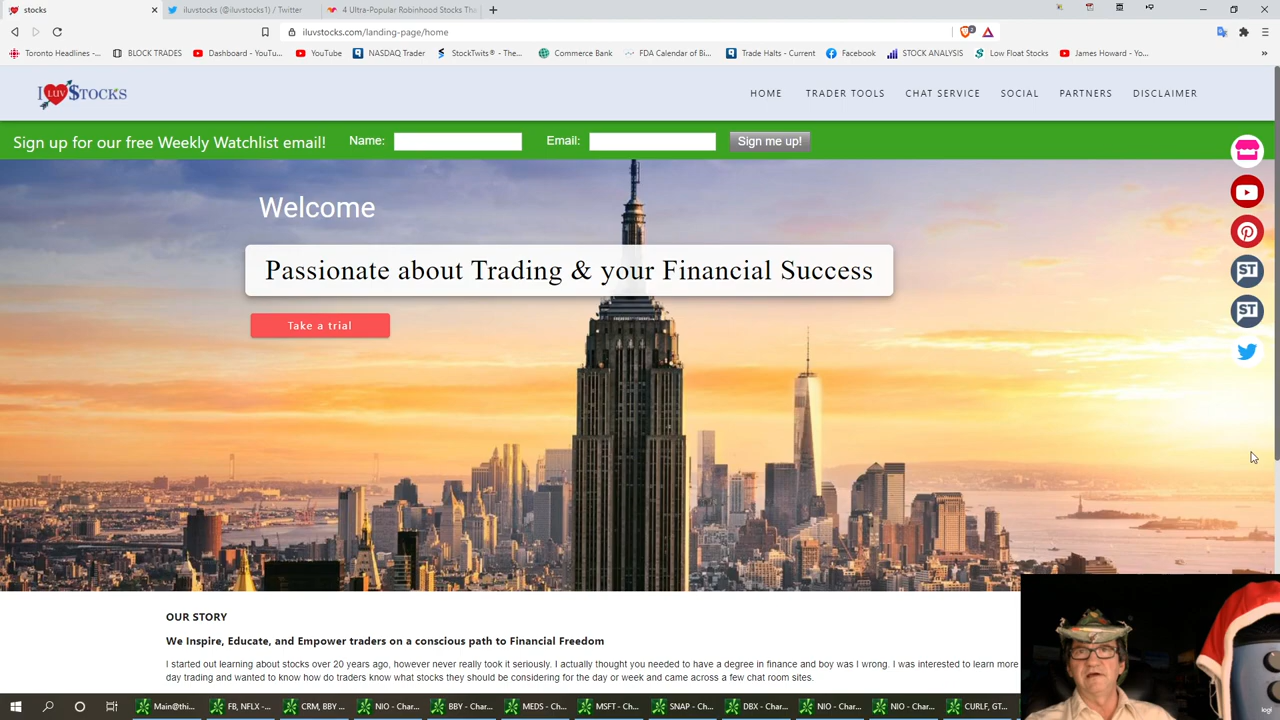 stocks
iluvstocks (@iluvstocks1) / Twitter
4 Ultra-Popular Robinhood Stocks Tha
iluvstocks.com/landing-page/home
Toronto Headlines -...
BLOCK TRADES
Dashboard - YouTu...
YouTube
NASDAQ Trader
StockTwits® - The...
Commerce Bank
FDA Calendar of Bi...
Trade Halts - Current
Facebook
STOCK ANALYSIS
Low Float Stocks
James Howard - Yo...
I LUV $TOCKS
HOME
TRADER TOOLS
CHAT SERVICE
SOCIAL
PARTNERS
DISCLAIMER
Sign up for our free Weekly Watchlist email!
Name:
Email:
Sign me up!
Welcome
Passionate about Trading & your Financial Success
Take a trial
ST
ST
OUR STORY
We Inspire, Educate, and Empower traders on a conscious path to Financial Freedom
I started out learning about stocks over 20 years ago, however never really took it seriously. I actually thought you needed to have a degree in finance and boy was I wrong. I was interested to learn more
day trading and wanted to know how do traders know what stocks they should be considering for the day or week and came across a few chat room sites.
Main@thi...
FB, NFLX -...
CRM, BBY ...
NIO - Char...
BBY - Char...
MEDS - Ch...
MSFT - Ch...
SNAP - Ch...
DBX - Char...
NIO - Char...
NIO - Char...
CURLF, GT...
logi